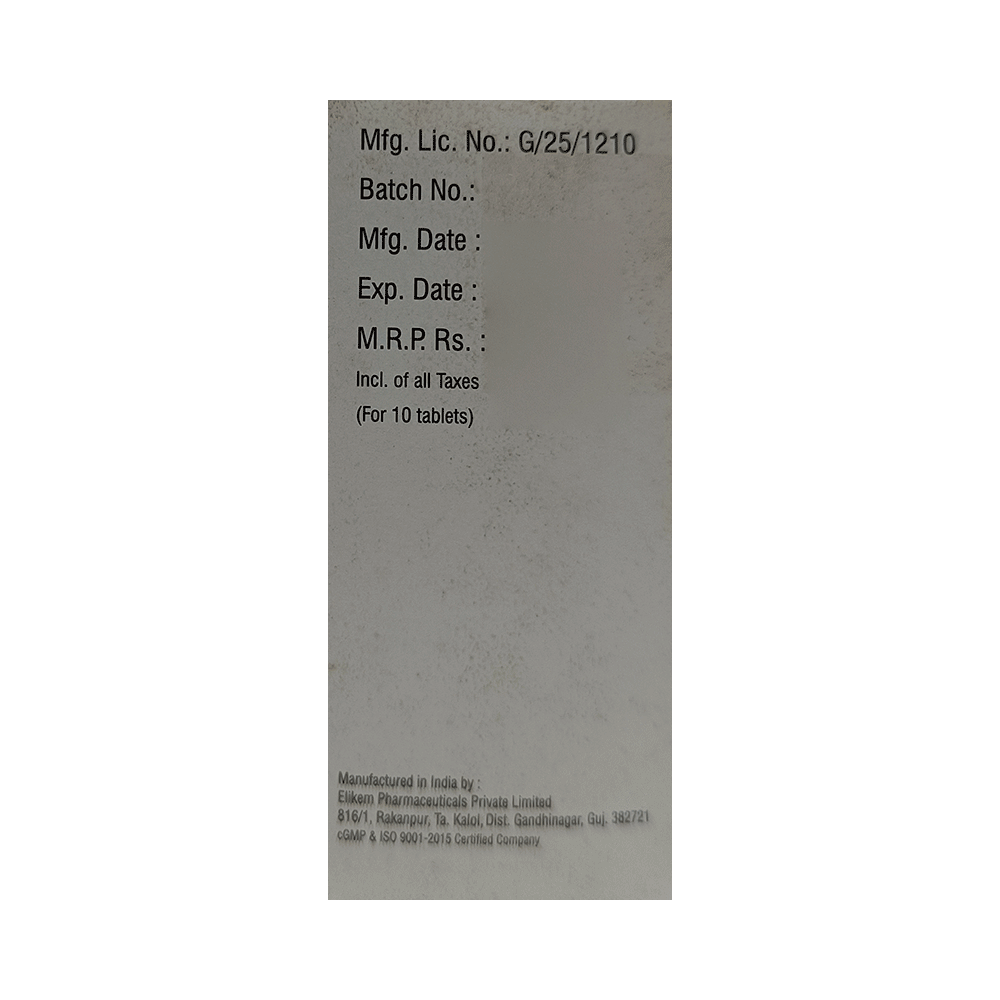 Mfg. Lic. No.: G/25/1210
Batch No.:
Mfg. Date :
Exp. Date :
M.R.P. Rs. :
Incl. of all Taxes
(For 10 tablets)
Manufactured in India by :
Elikem Pharmaceuticals Private Limited
816/1, Rakanpur, Ta. Kalol, Dist. Gandhinagar, Guj. 382721
cGMP & ISO 9001-2015 Certified Company